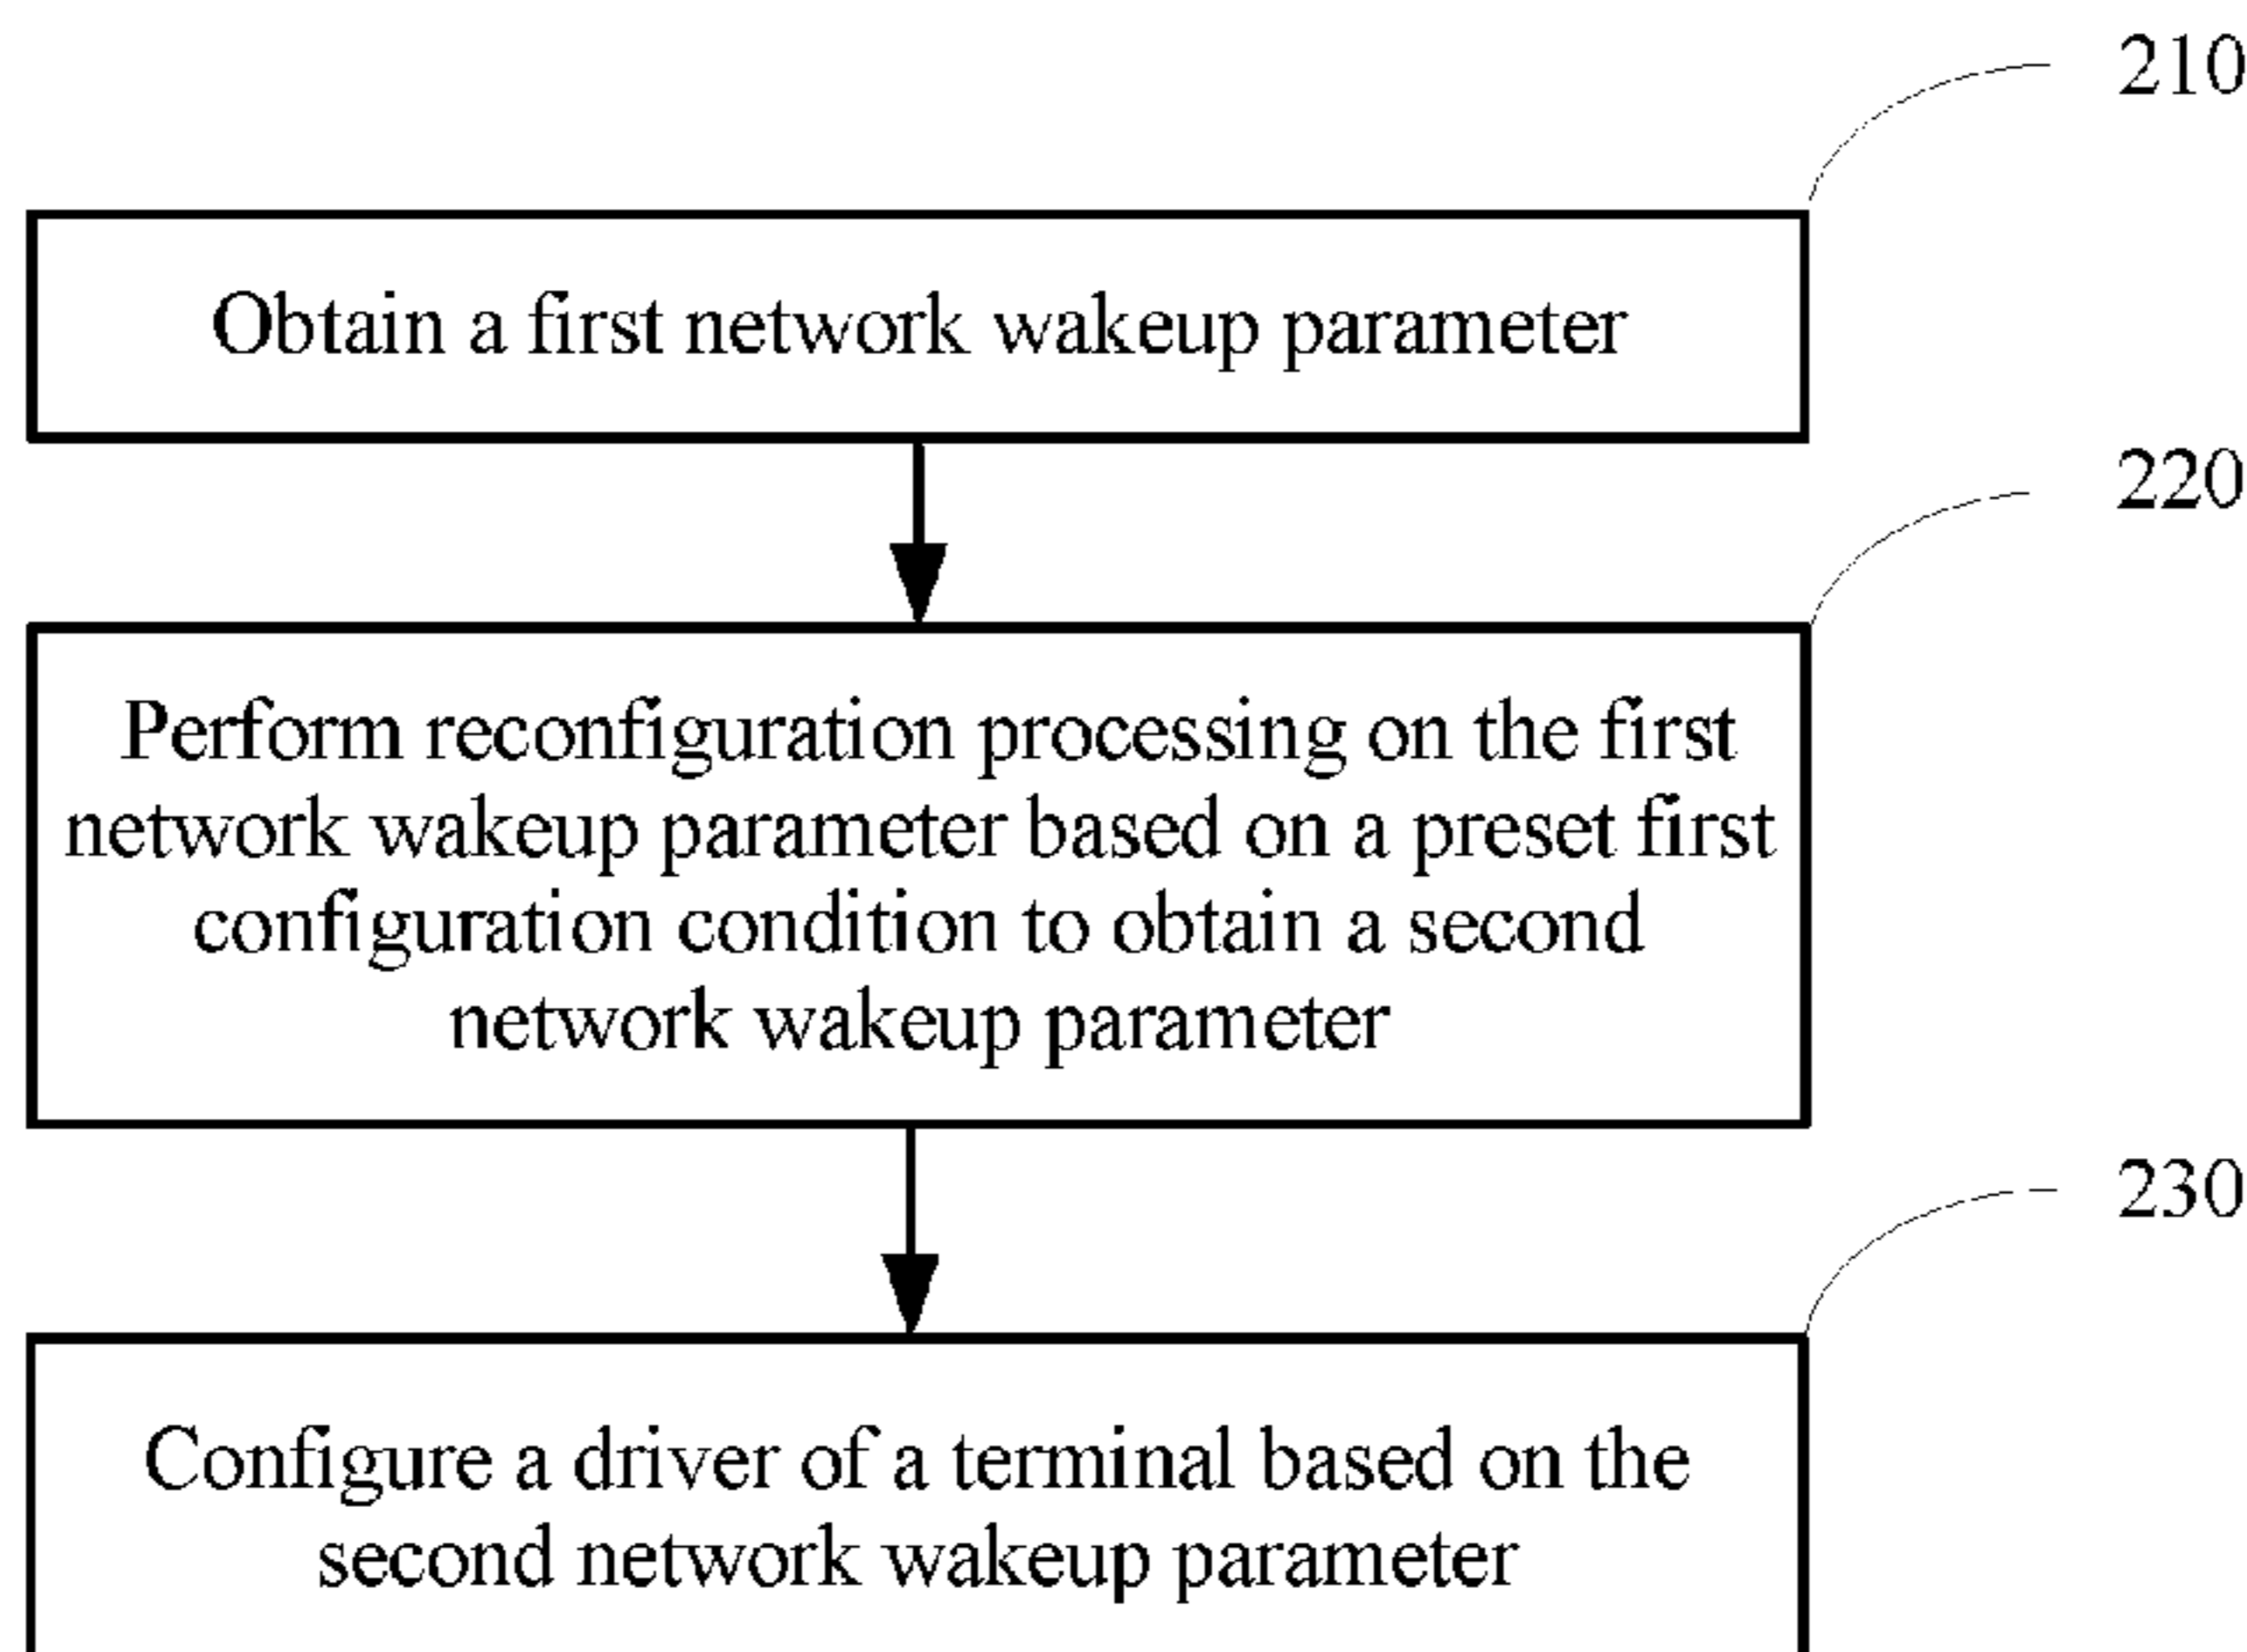 210
Obtain a first network wakeup parameter
220
Perform reconfiguration processing on the first
network wakeup parameter based on a preset first
configuration condition to obtain a second
network wakeup parameter
230
Configure a driver of a terminal based on the
second network wakeup parameter